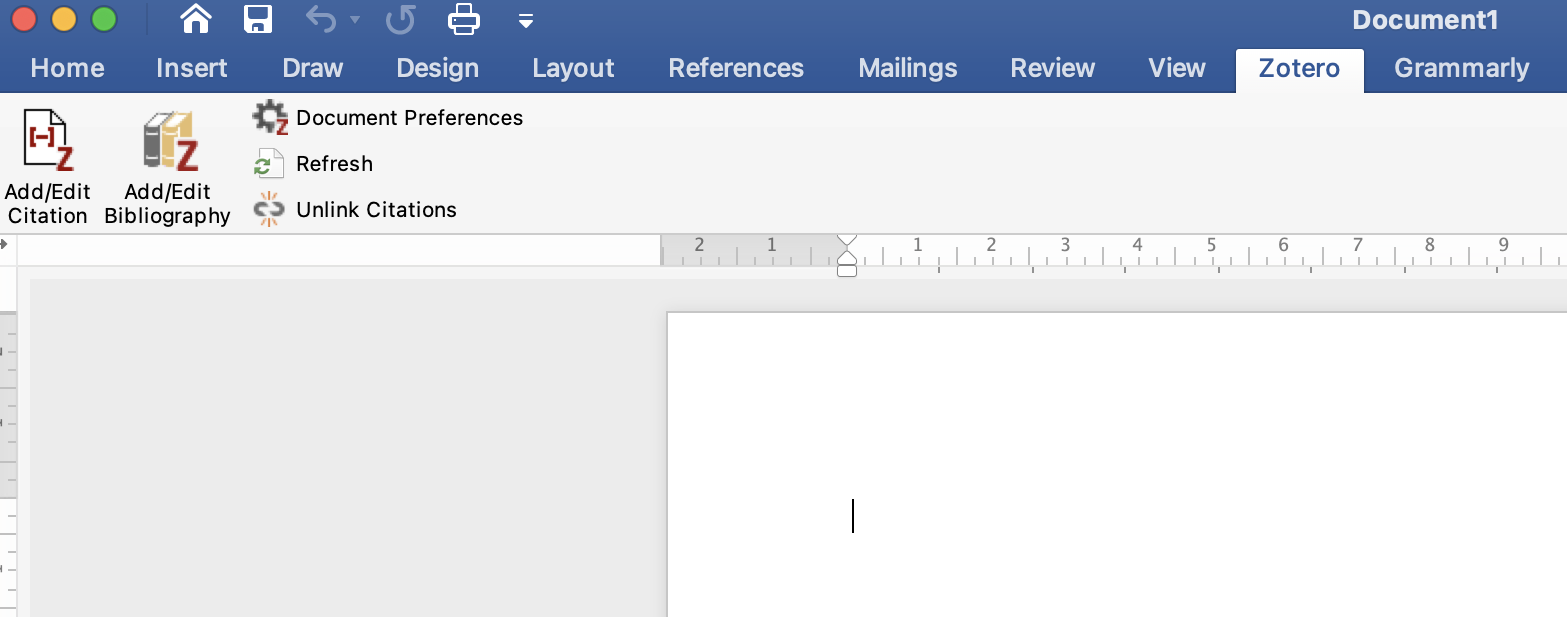 Document1
Home Insert Draw Design Layout References Mailings Review View Zotero Grammarly
[-] Z
Add/Edit
Citation
Z
Add/Edit
Bibliography
Z Document Preferences
Refresh
Unlink Citations
2 1 1 2 3 4 5 6 7 8 9